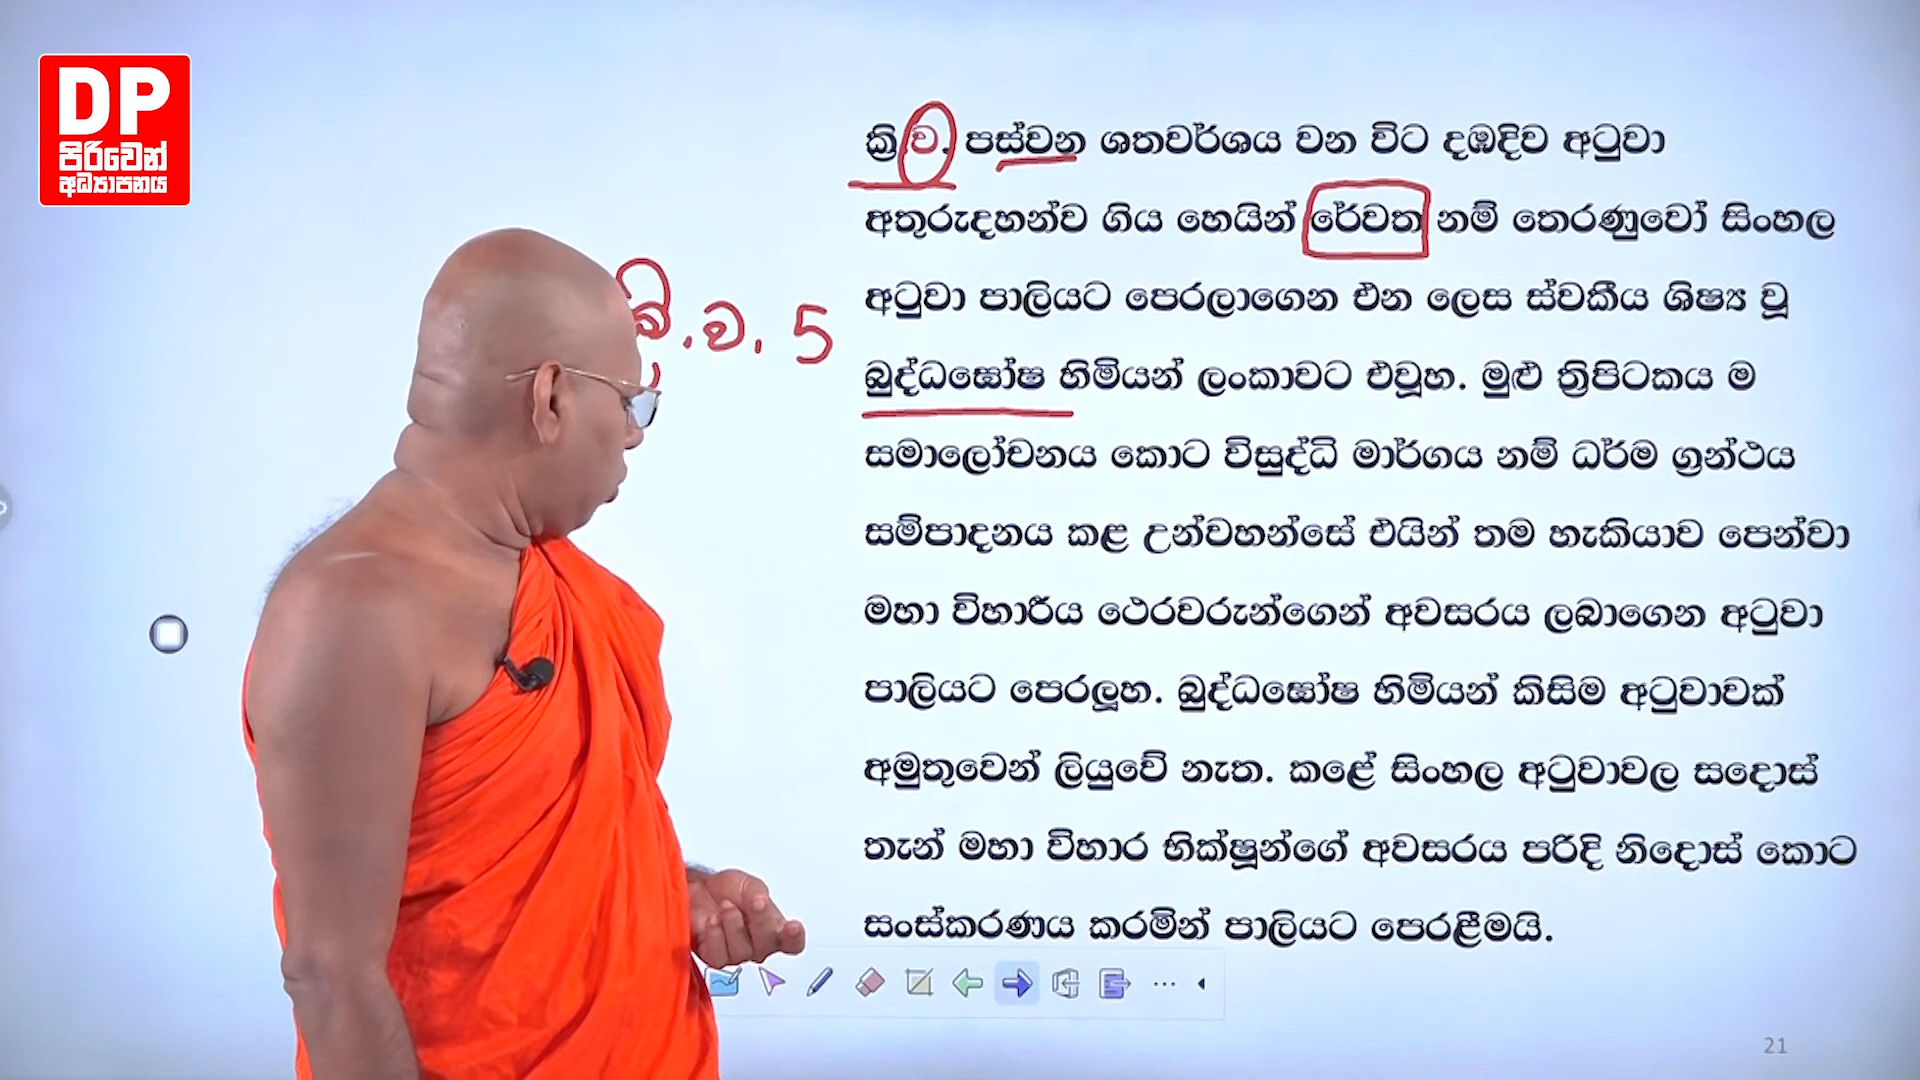 DP
පිරිවෙන්
අධ්‍යාපනය
ක්‍රි.ව. පස්වන ශතවර්ශය වන විට දඹදිව අටුවා
අතුරුදහන්ව ගිය හෙයින් රේවත නම් තෙරණුවෝ සිංහල
අටුවා පාලියට පෙරලාගෙන එන ලෙස ස්වකීය ශිෂ්‍ය වූ
බුද්ධඝෝෂ හිමියන් ලංකාවට එවූහ. මුළු ත්‍රිපිටකය ම
සමාලෝචනය කොට විසුද්ධි මාර්ගය නම් ධර්ම ග්‍රන්ථය
සම්පාදනය කළ උන්වහන්සේ එයින් තම හැකියාව පෙන්වා
මහා විහාරීය ථෙරවරුන්ගෙන් අවසරය ලබාගෙන අටුවා
පාලියට පෙරලූහ. බුද්ධඝෝෂ හිමියන් කිසිම අටුවාවක්
අමුතුවෙන් ලියුවේ නැත. කළේ සිංහල අටුවාවල සදොස්
තැන් මහා විහාර භික්ෂූන්ගේ අවසරය පරිදි නිදොස් කොට
සංස්කරණය කරමින් පාලියට පෙරළීමයි.
.ව. 5
21